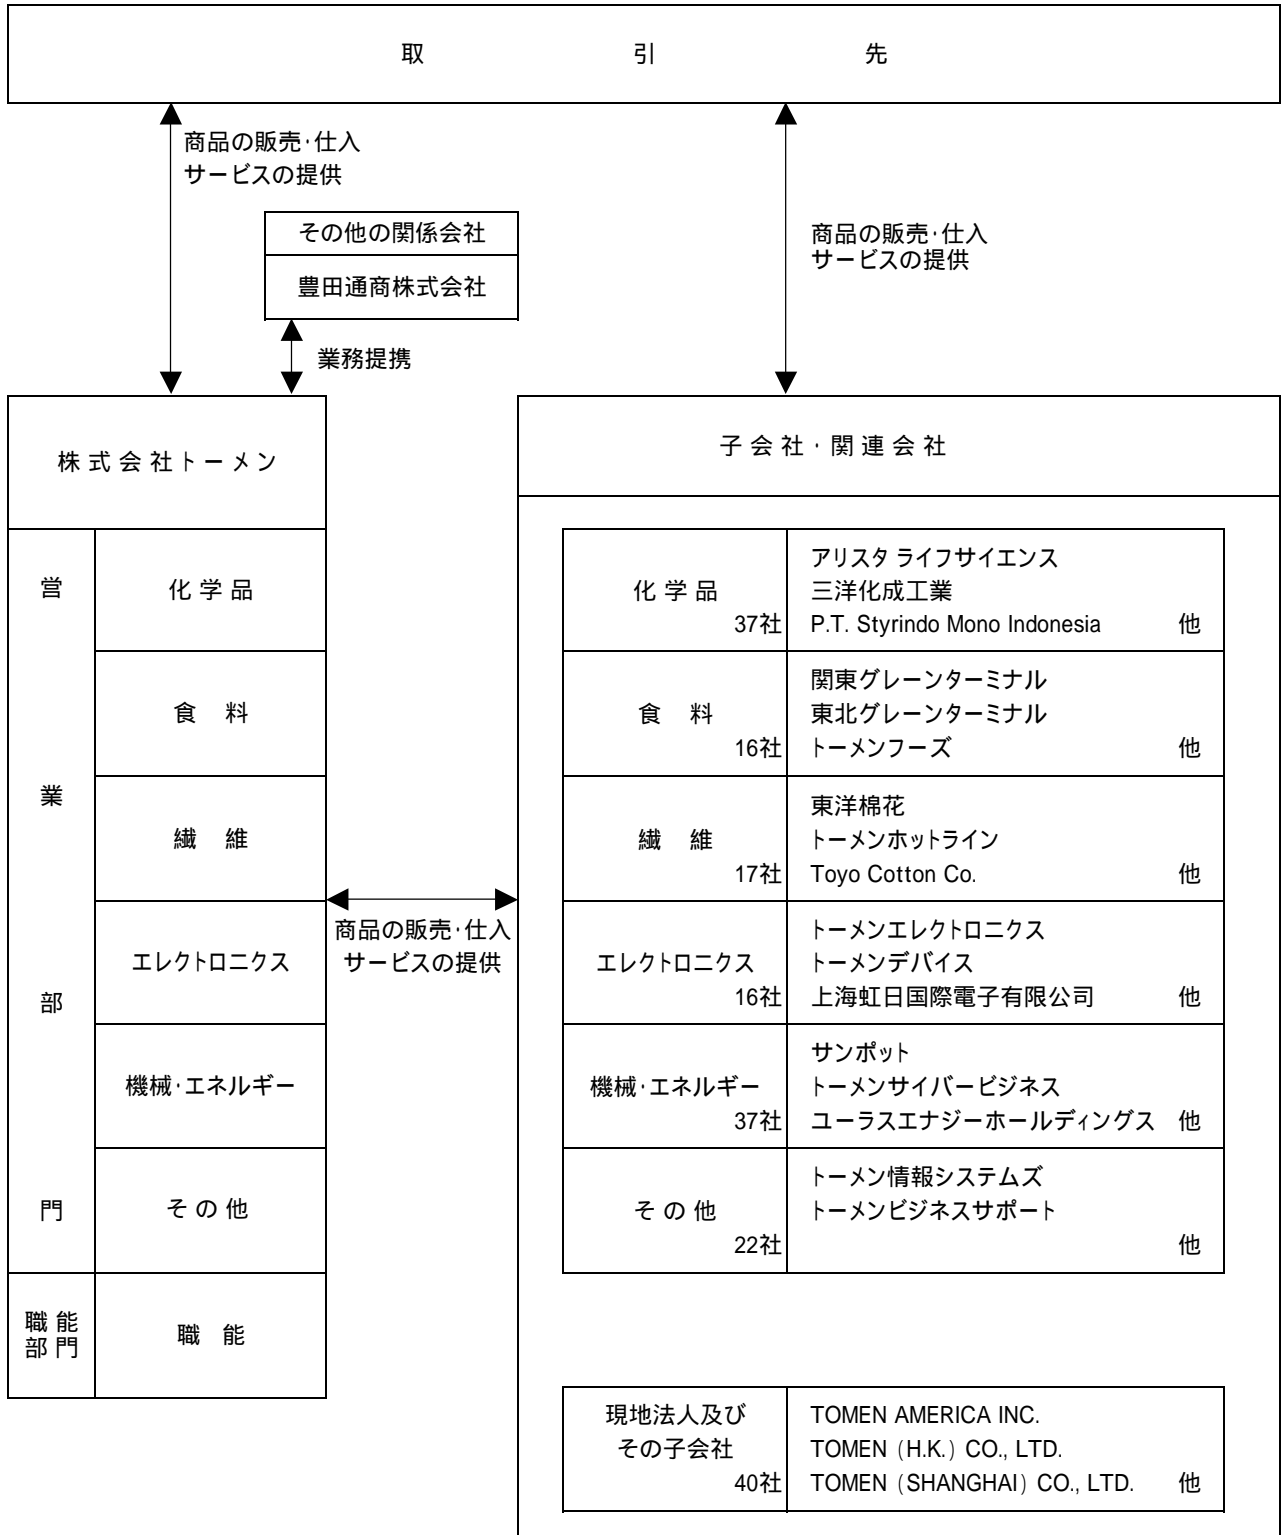 取引先
商品の販売・仕入
サービスの提供
その他の関係会社
豊田通商株式会社
業務提携
商品の販売・仕入
サービスの提供
株式会社トーメン
営業部門
化学品
食料
繊維
エレクトロニクス
機械・エネルギー
その他
職能
部門
職能
商品の販売・仕入
サービスの提供
子会社・関連会社
化学品
37社
アリスタ ライフサイエンス
三洋化成工業
P.T. Styrindo Mono Indonesia 他
食料
16社
関東グレーンターミナル
東北グレーンターミナル
トーメンフーズ 他
繊維
17社
東洋棉花
トーメンホットライン
Toyo Cotton Co. 他
エレクトロニクス
16社
トーメンエレクトロニクス
トーメンデバイス
上海虹日国際電子有限公司 他
機械・エネルギー
37社
サンポット
トーメンサイバービジネス
ユーラスエナジーホールディングス 他
その他
22社
トーメン情報システムズ
トーメンビジネスサポート
他
現地法人及び
その子会社
40社
TOMEN AMERICA INC.
TOMEN (H.K.) CO., LTD.
TOMEN (SHANGHAI) CO., LTD. 他